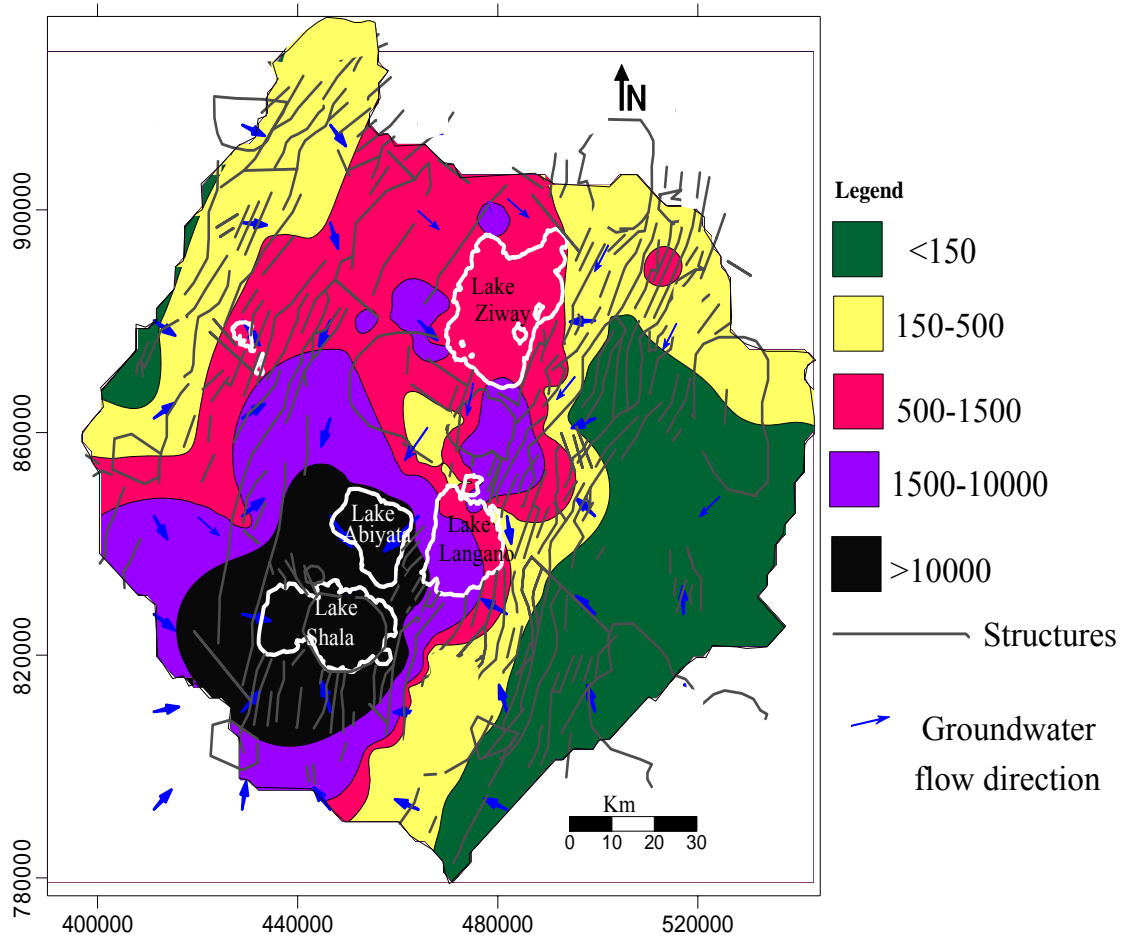 N
Legend
<150
150-500
500-1500
1500-10000
>10000
Structures
Groundwater
flow direction
Lake
Ziway
Lake
Abiyata
Lake
Langano
Lake
Shala
Km
0 10 20 30
900000
860000
820000
780000
400000 440000 480000 520000